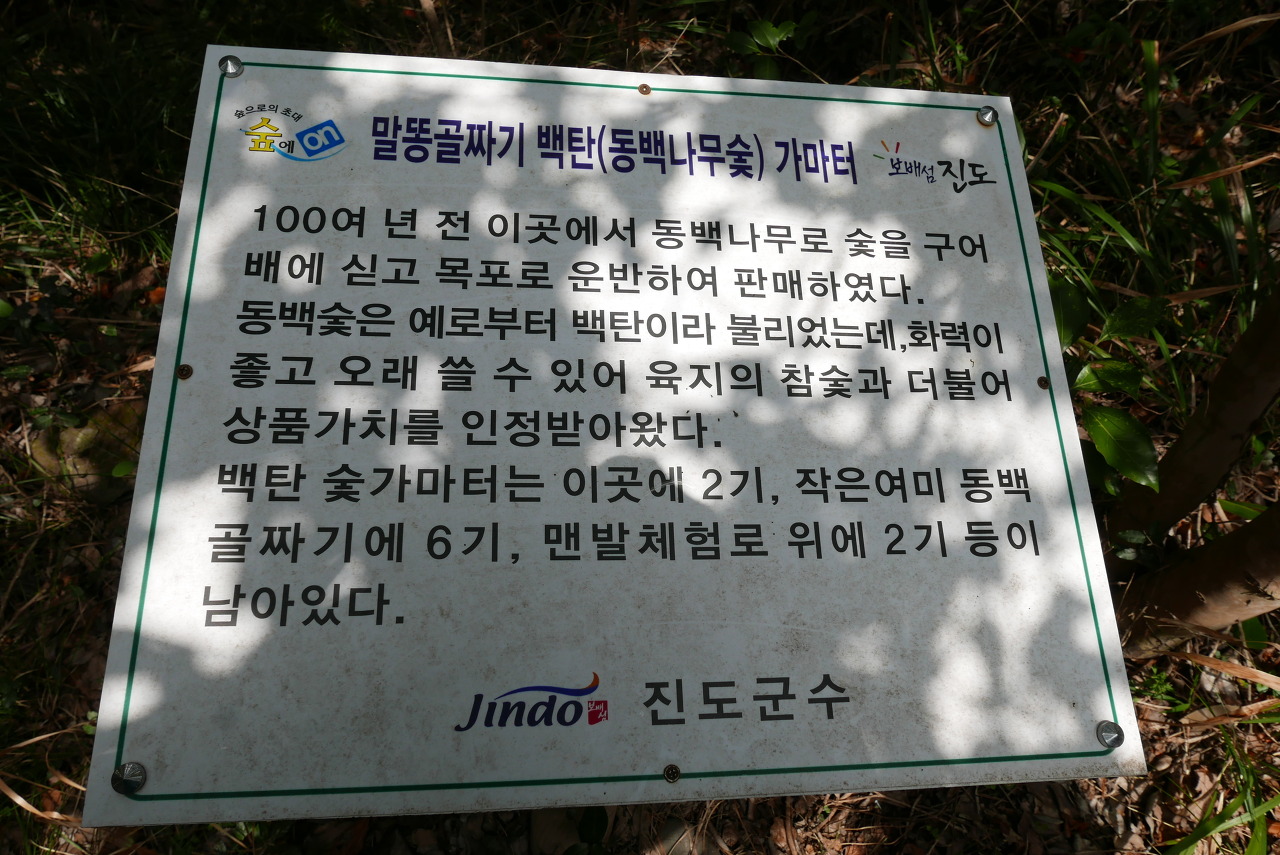 숲으로의 초대
숲에 on
말똥골짜기 백탄(동백나무숯) 가마터
보배섬 진도
100여 년 전 이곳에서 동백나무로 숯을 구어
배에 싣고 목포로 운반하여 판매하였다.
동백숯은 예로부터 백탄이라 불리었는데,화력이
좋고 오래 쓸 수 있어 육지의 참숯과 더불어
상품가치를 인정받아왔다.
백탄 숯가마터는 이곳에 2기, 작은여미 동백
골짜기에 6기, 맨발체험로 위에 2기 등이
남아있다.
Jindo 보배섬 진도군수